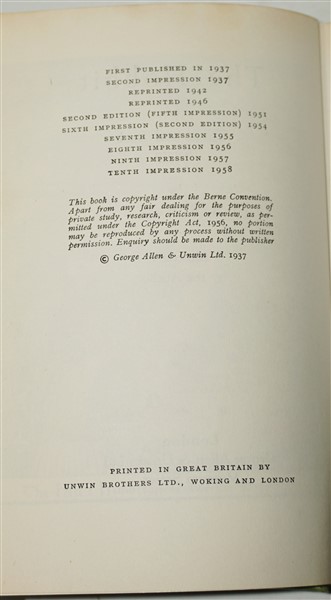 FIRST PUBLISHED IN 1937
SECOND IMPRESSION 1937
REPRINTED 1942
REPRINTED 1946
SECOND EDITION (FIFTH IMPRESSION) 1951
SIXTH IMPRESSION (SECOND EDITION) 1954
SEVENTH IMPRESSION 1955
EIGHTH IMPRESSION 1956
NINTH IMPRESSION 1957
TENTH IMPRESSION 1958
This book is copyright under the Berne Convention.
Apart from any fair dealing for the purposes of
private study, research, criticism or review, as per-
mitted under the Copyright Act, 1956, no portion
may be reproduced by any process without written
permission. Enquiry should be made to the publisher
© George Allen & Unwin Ltd. 1937
PRINTED IN GREAT BRITAIN BY
UNWIN BROTHERS LTD., WOKING AND LONDON